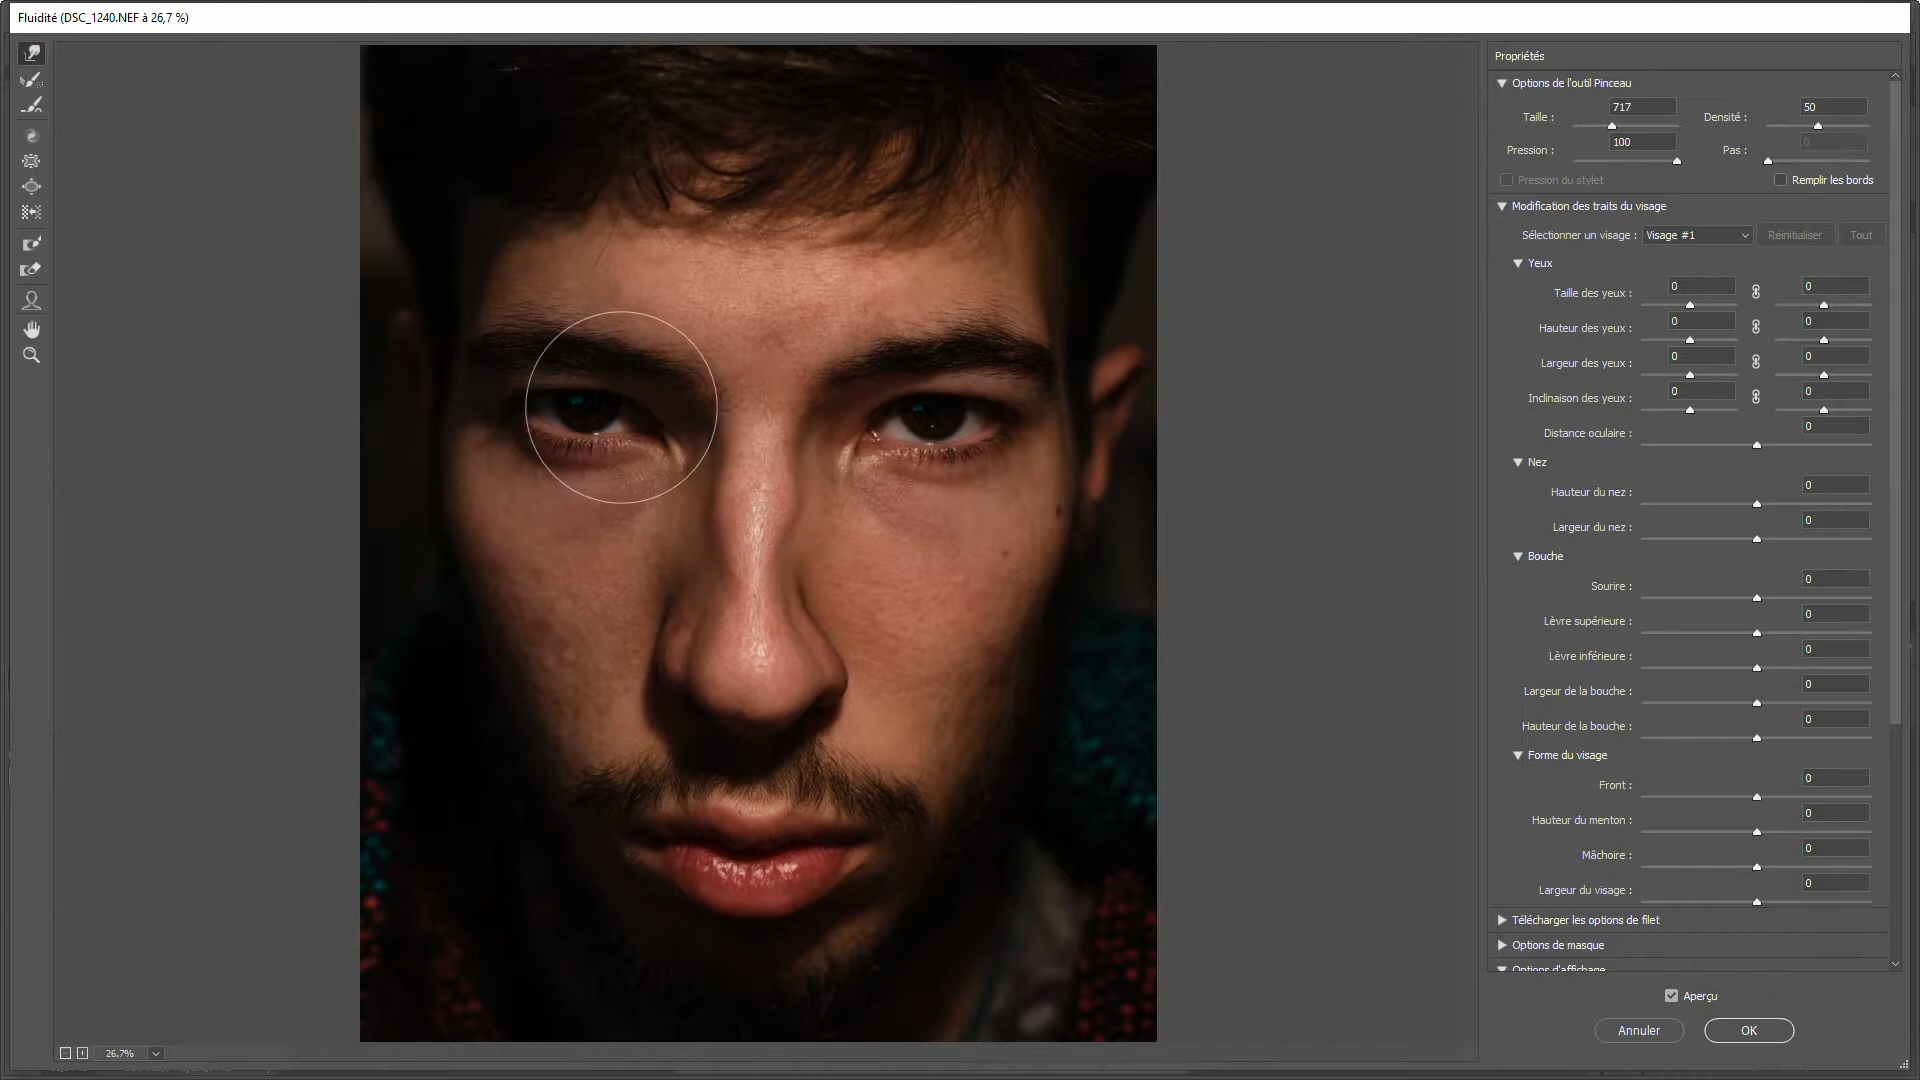 Fluidité (DSC_1240.NEF à 26,7 %)
Propriétés
Options de l'outil Pinceau
Taille : 717 Densité : 50
Pression : 100 Pas : 0
Pression du stylet Remplir les bords
Modification des traits du visage
Sélectionner un visage : Visage #1 Réinitialiser Tout
Yeux
Taille des yeux : 0 0
Hauteur des yeux : 0 0
Largeur des yeux : 0 0
Inclinaison des yeux : 0 0
Distance oculaire : 0
Nez
Hauteur du nez : 0
Largeur du nez : 0
Bouche
Sourire : 0
Lèvre supérieure : 0
Lèvre inférieure : 0
Largeur de la bouche : 0
Hauteur de la bouche : 0
Forme du visage
Front : 0
Hauteur du menton : 0
Mâchoire : 0
Largeur du visage : 0
Télécharger les options de filet
Options de masque
Options d'affichage
Aperçu
Annuler OK
26,7%